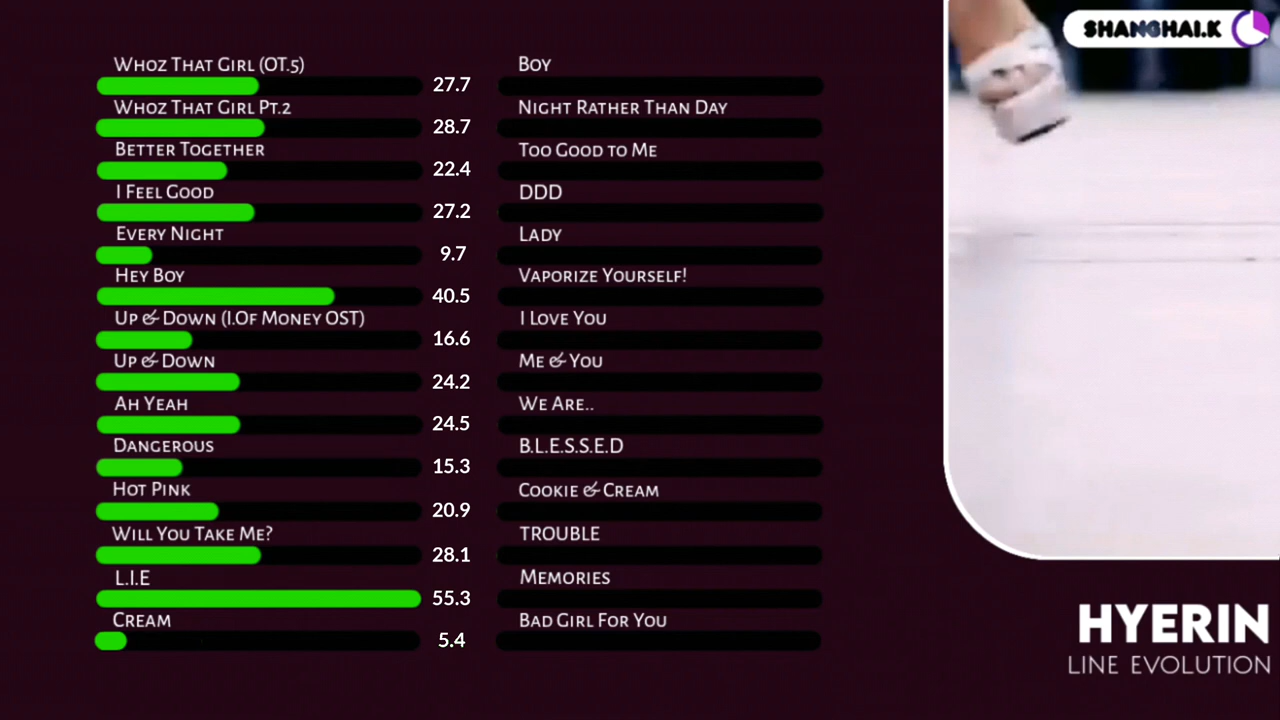 SHANGHAI.K
Whoz That Girl (OT.5)
27.7
Whoz That Girl Pt.2
28.7
Better Together
22.4
I Feel Good
27.2
Every Night
9.7
Hey Boy
40.5
Up & Down (I.Of Money OST)
16.6
Up & Down
24.2
Ah Yeah
24.5
Dangerous
15.3
Hot Pink
20.9
Will You Take Me?
28.1
L.I.E
55.3
Cream
5.4
Boy
Night Rather Than Day
Too Good to Me
DDD
Lady
Vaporize Yourself!
I Love You
Me & You
We Are..
B.L.E.S.S.E.D
Cookie & Cream
TROUBLE
Memories
Bad Girl For You
HYERIN
LINE EVOLUTION